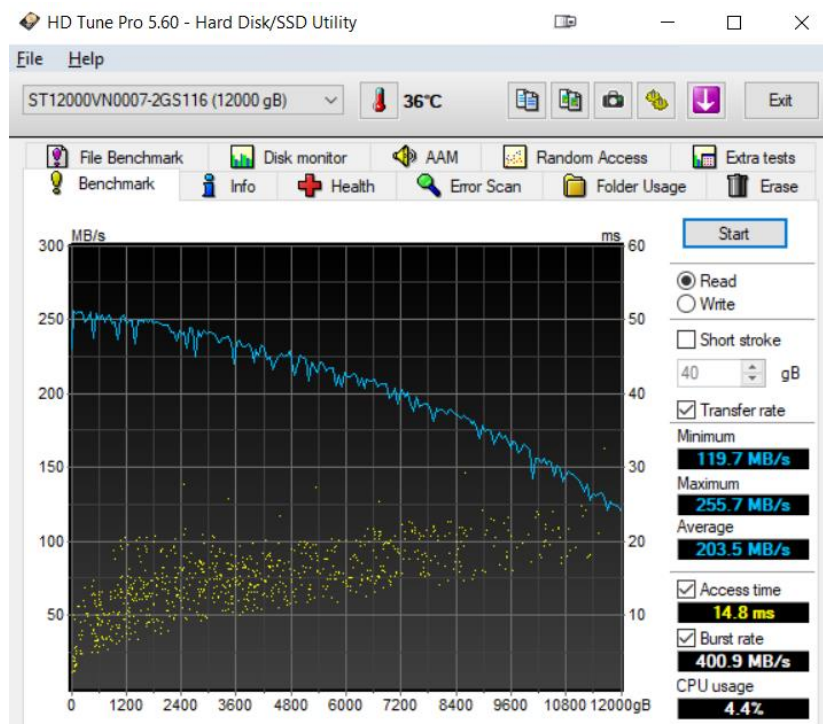 HD Tune Pro 5.60 - Hard Disk/SSD Utility
File Help
ST12000VN0007-2GS116 (12000 gB) 36°C Exit
File Benchmark Disk monitor AAM Random Access Extra tests
Benchmark Info Health Error Scan Folder Usage Erase
MB/s ms
300 60
250 50
200 40
150 30
100 20
50 10
0 1200 2400 3600 4800 6000 7200 8400 9600 10800 12000gB
Start
Read
Write
Short stroke
40 gB
Transfer rate
Minimum
119.7 MB/s
Maximum
255.7 MB/s
Average
203.5 MB/s
Access time
14.8 ms
Burst rate
400.9 MB/s
CPU usage
4.4%